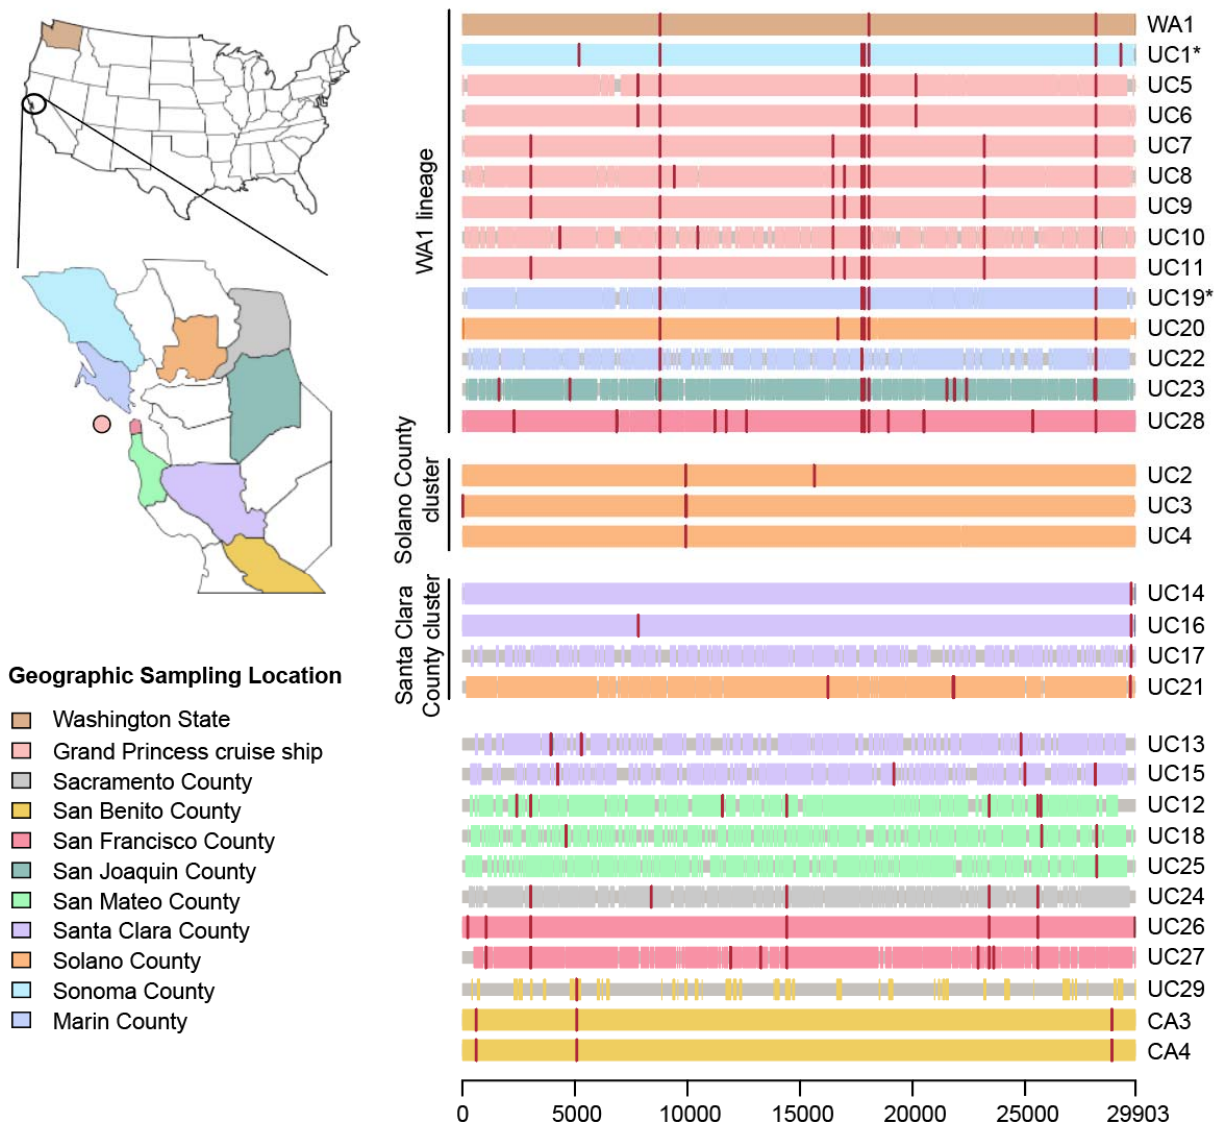 WA1
UC1*
UC5
UC6
UC7
UC8
UC9
UC10
UC11
UC19*
UC20
UC22
UC23
UC28
WA1 lineage
UC2
UC3
UC4
Solano County
cluster
UC14
UC16
UC17
UC21
Santa Clara
County cluster
UC13
UC15
UC12
UC18
UC25
UC24
UC26
UC27
UC29
CA3
CA4
0 5000 10000 15000 20000 25000 29903
Geographic Sampling Location
Washington State
Grand Princess cruise ship
Sacramento County
San Benito County
San Francisco County
San Joaquin County
San Mateo County
Santa Clara County
Solano County
Sonoma County
Marin County